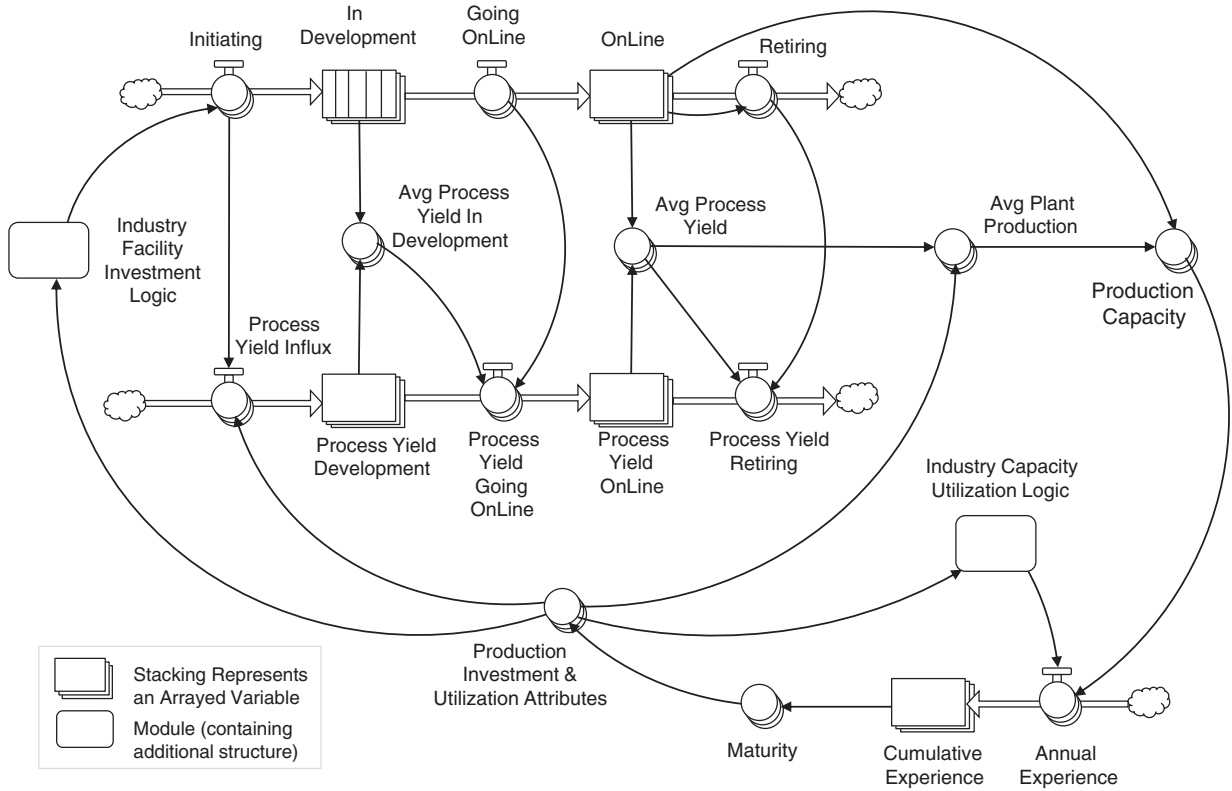 Initiating
In
Development
Going
OnLine
OnLine
Retiring
Industry
Facility
Investment
Logic
Avg Process
Yield In
Development
Avg Process
Yield
Avg Plant
Production
Production
Capacity
Process
Yield Influx
Process Yield
Development
Process
Yield
Going
OnLine
Process
Yield
OnLine
Process Yield
Retiring
Industry Capacity
Utilization Logic
Production
Investment &
Utilization Attributes
Maturity
Cumulative
Experience
Annual
Experience
Stacking Represents
an Arrayed Variable
Module (containing
additional structure)